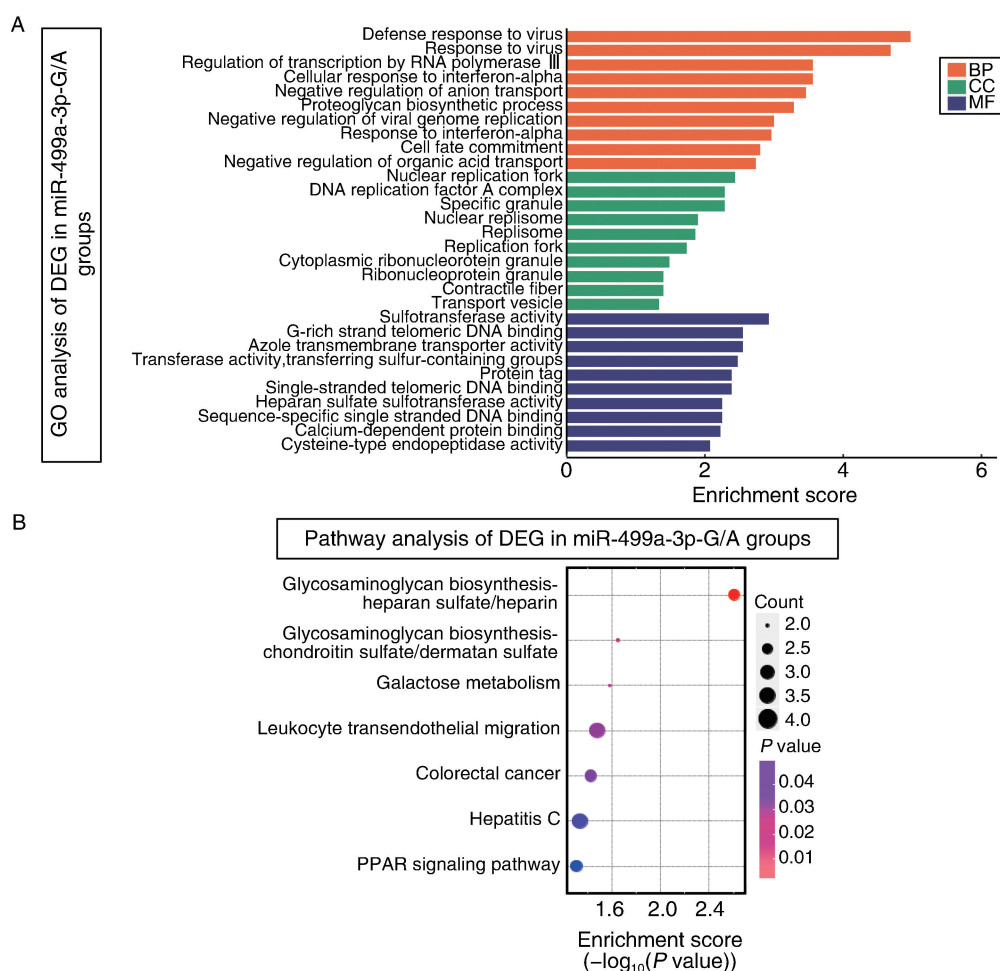 A
GO analysis of DEG in miR-499a-3p-G/A
groups
Defense response to virus
Response to virus
Regulation of transcription by RNA polymerase Ⅲ
Cellular response to interferon-alpha
Negative regulation of anion transport
Proteoglycan biosynthetic process
Negative regulation of viral genome replication
Response to interferon-alpha
Cell fate commitment
Negative regulation of organic acid transport
Nuclear replication fork
DNA replication factor A complex
Specific granule
Nuclear replisome
Replisome
Replication fork
Cytoplasmic ribonucleorotein granule
Ribonucleoprotein granule
Contractile fiber
Transport vesicle
Sulfotransferase activity
G-rich strand telomeric DNA binding
Azole transmembrane transporter activity
Transferase activity,transferring sulfur-containing groups
Protein tag
Single-stranded telomeric DNA binding
Heparan sulfate sulfotransferase activity
Sequence-specific single stranded DNA binding
Calcium-dependent protein binding
Cysteine-type endopeptidase activity
0 2 4 6
Enrichment score
BP
CC
MF
B
Pathway analysis of DEG in miR-499a-3p-G/A groups
Glycosaminoglycan biosynthesis-
heparan sulfate/heparin
Glycosaminoglycan biosynthesis-
chondroitin sulfate/dermatan sulfate
Galactose metabolism
Leukocyte transendothelial migration
Colorectal cancer
Hepatitis C
PPAR signaling pathway
1.6 2.0 2.4
Enrichment score
(−log₁₀(P value))
Count
2.0
2.5
3.0
3.5
4.0
P value
0.04
0.03
0.02
0.01